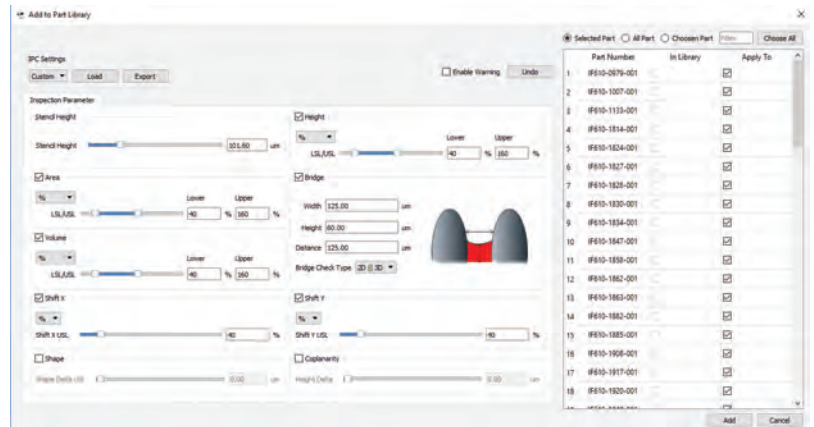 Add to Part Library
Selected Part All Part Choosen Part Filter Choose All
IPC Settings
Custom Load Export Enable Warning Undo
Inspection Parameter
Stencil Height
Stencil Height 101.60 um
Height
%
Lower Upper
LSL/USL 40 % 160 %
Area
%
Lower Upper
LSL/USL 40 % 160 %
Bridge
Width 125.00 um
Height 60.00 um
Distance 125.00 um
Bridge Check Type 2D || 3D
Volume
%
Lower Upper
LSL/USL 40 % 160 %
Shift X
%
Shift X USL 40 %
Shift Y
%
Shift Y USL 40 %
Shape
Shape Delta USL 0.00 um
Coplanarity
Height Delta 0.00 um
Part Number In Library Apply To
1 IF610-0979-001
2 IF610-1007-001
3 IF610-1133-001
4 IF610-1814-001
5 IF610-1824-001
6 IF610-1827-001
7 IF610-1828-001
8 IF610-1830-001
9 IF610-1834-001
10 IF610-1847-001
11 IF610-1858-001
12 IF610-1862-001
13 IF610-1863-001
14 IF610-1882-001
15 IF610-1885-001
16 IF610-1908-001
17 IF610-1917-001
18 IF610-1920-001
Add Cancel